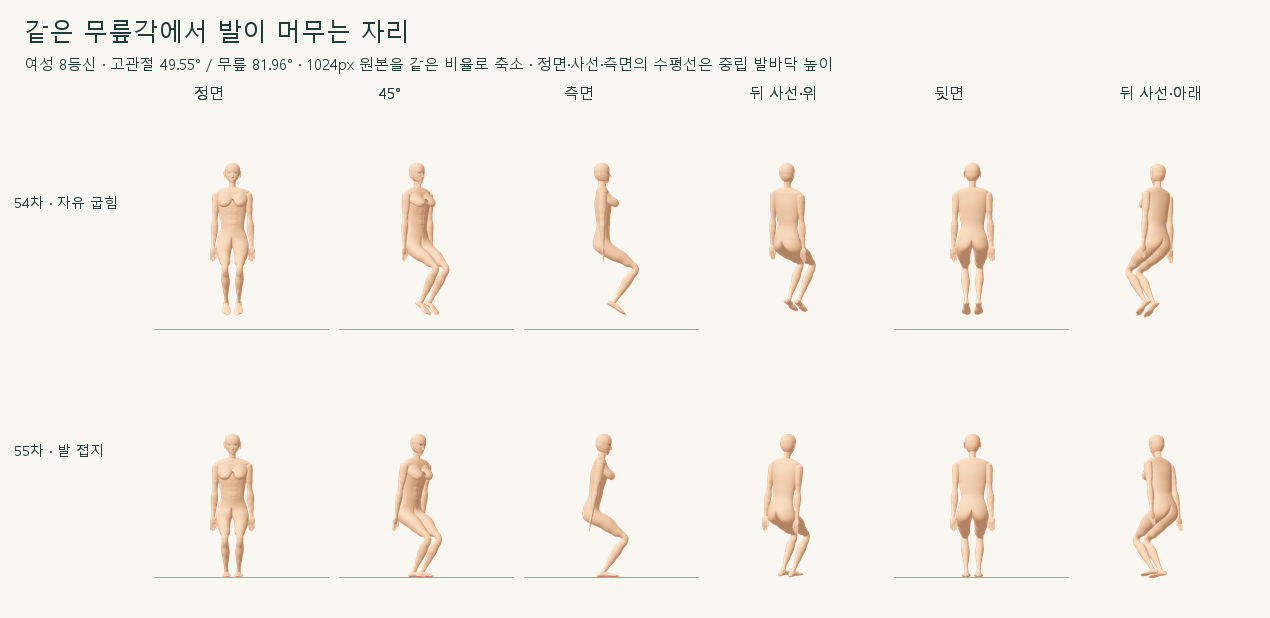 같은 무릎각에서 발이 머무는 자리
여성 8등신 · 고관절 49.55° / 무릎 81.96° · 1024px 원본을 같은 비율로 축소 · 정면·사선·측면의 수평선은 중립 발바닥 높이
정면 45° 측면 뒤 사선·위 뒷면 뒤 사선·아래
54차 · 자유 굽힘
55차 · 발 접지